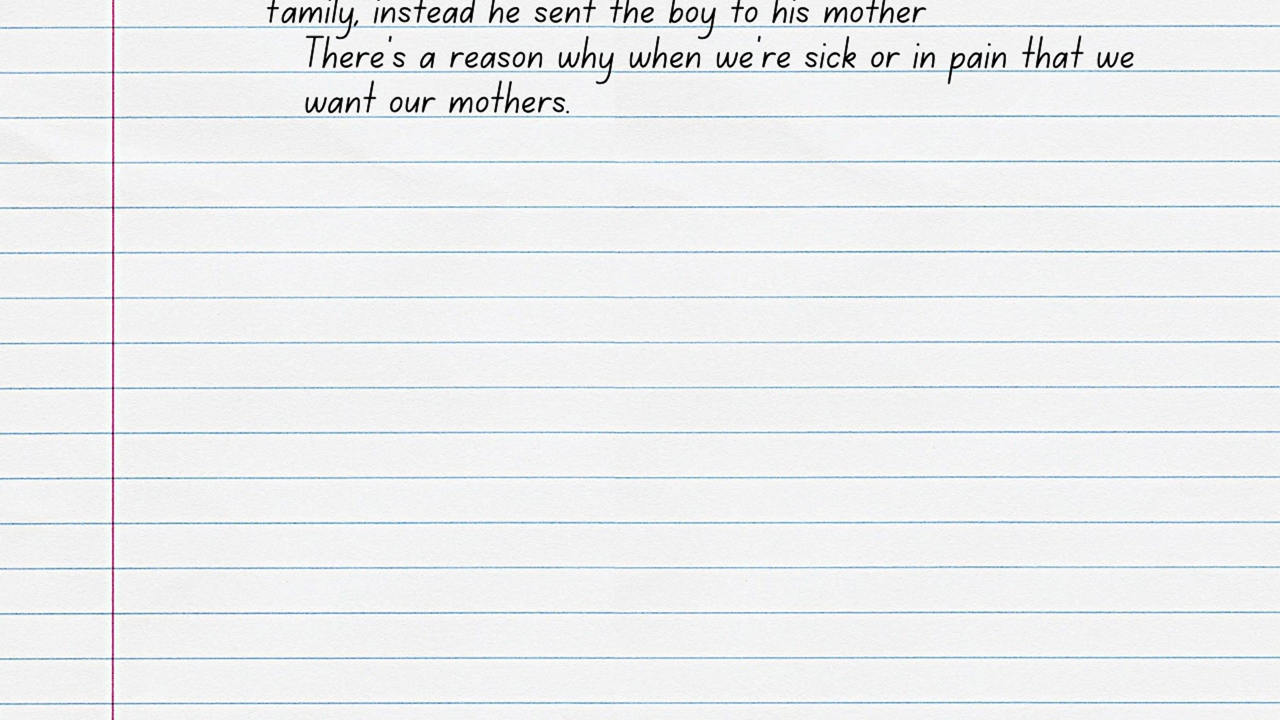 family, instead he sent the boy to his mother
There's a reason why when we're sick or in pain that we
want our mothers.